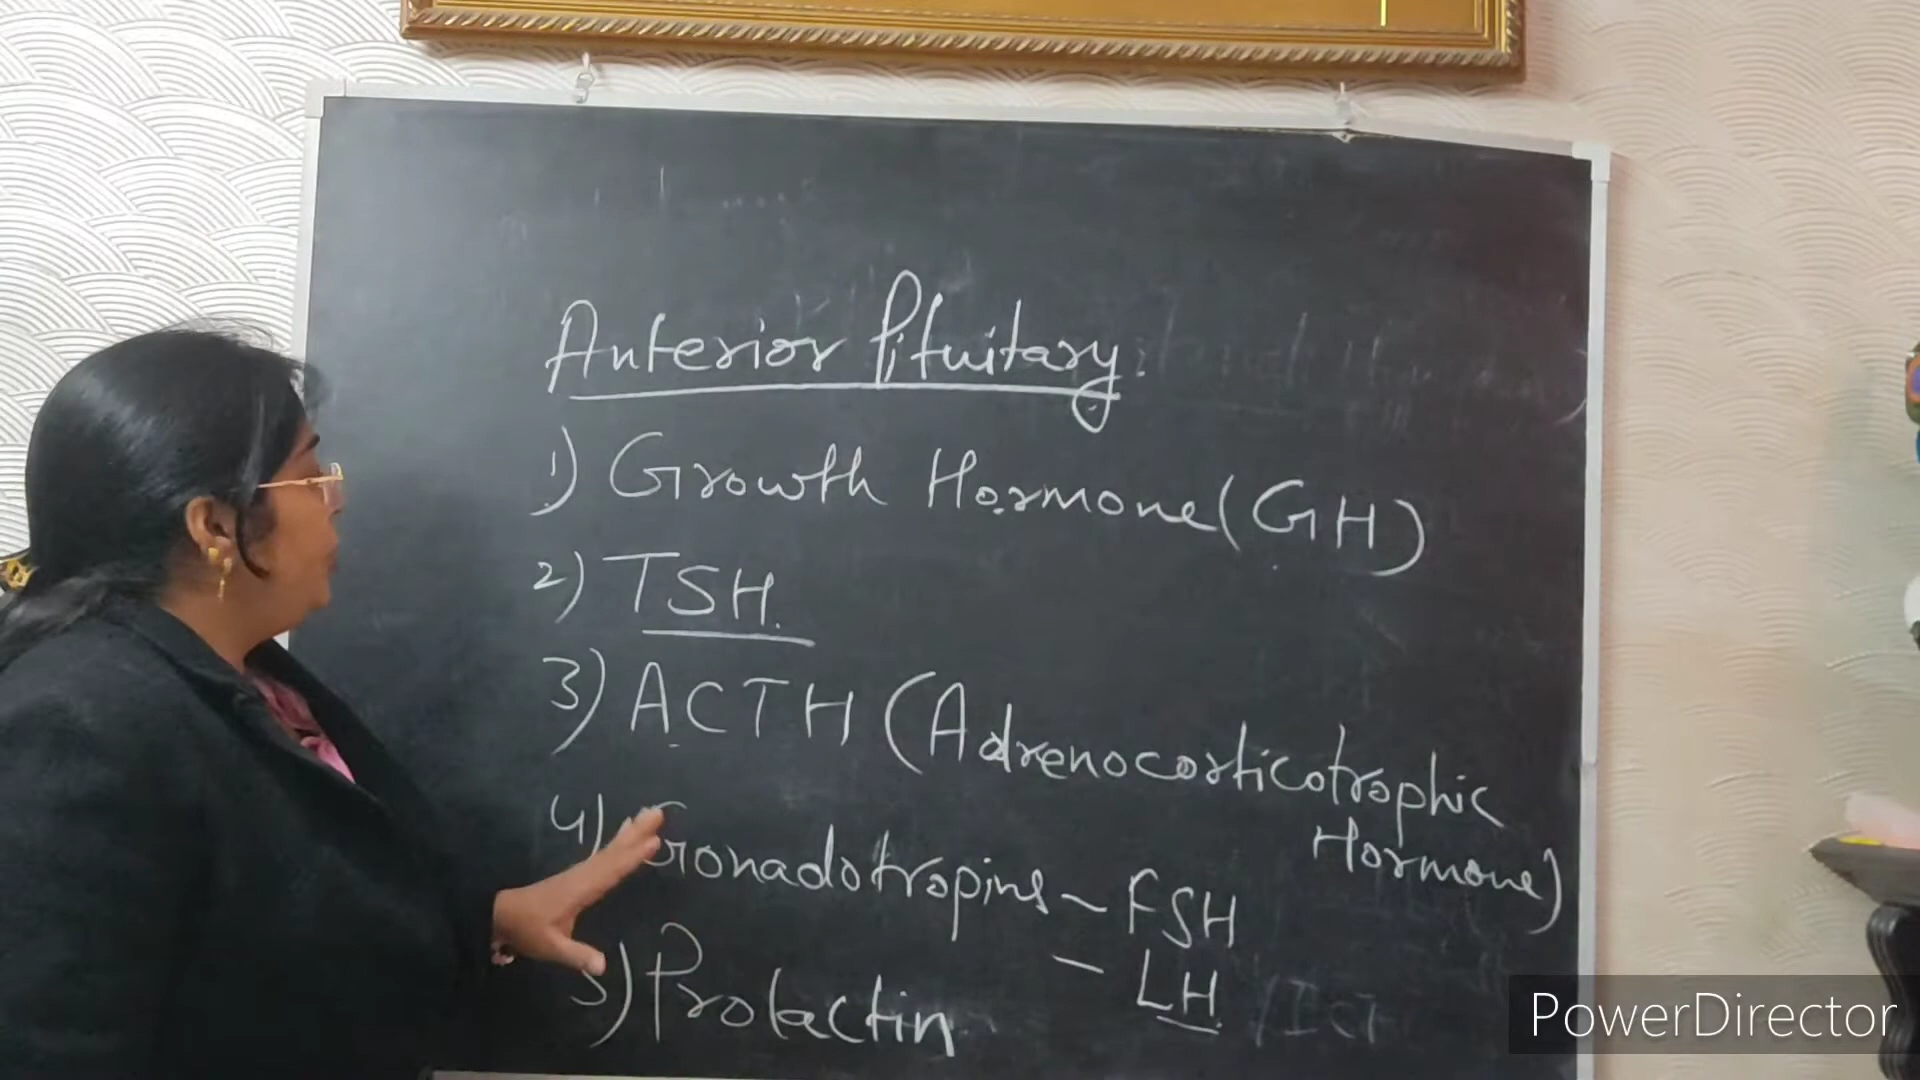 Anterior Pituitary:
1) Growth Hormone (GH)
2) TSH.
3) ACTH (Adrenocorticotrophic
Hormone)
4) Gonadotropins - FSH
- LH
5) Prolactin
PowerDirector